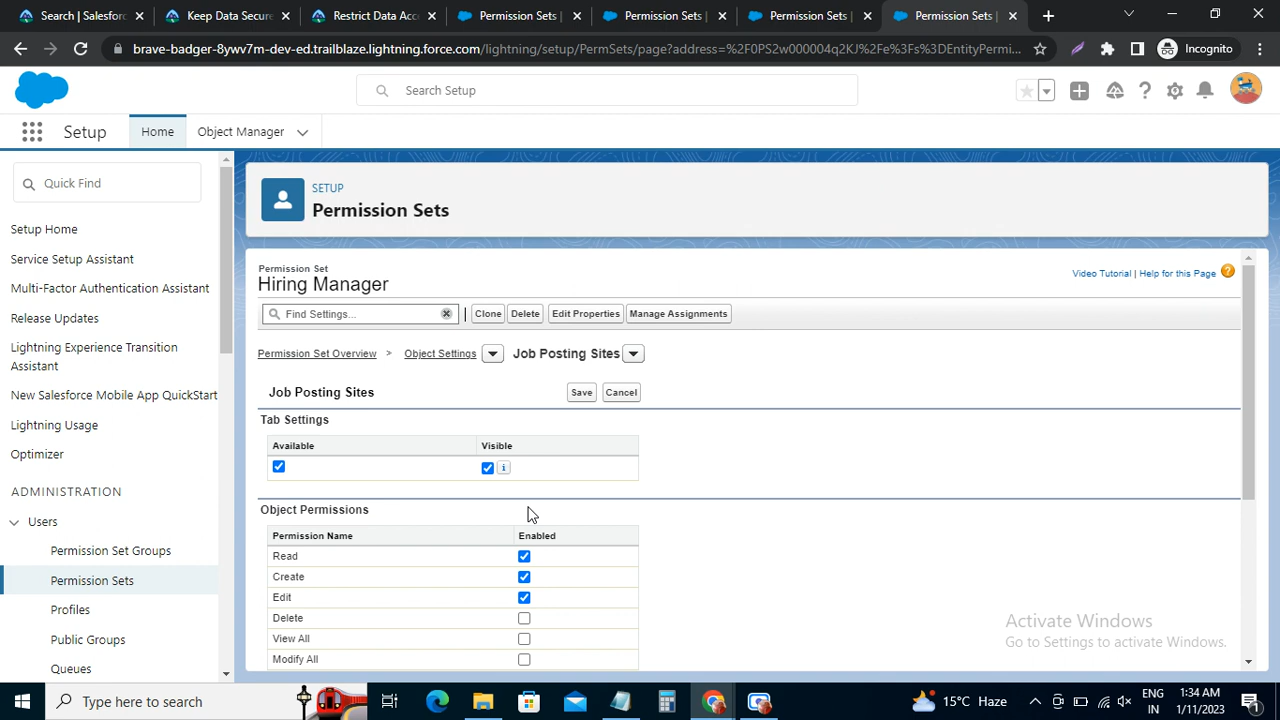 Search | Salesforc
Keep Data Secure
Restrict Data Acce
Permission Sets |
Permission Sets |
Permission Sets |
Permission Sets |
brave-badger-8ywv7m-dev-ed.trailblaze.lightning.force.com/lightning/setup/PermSets/page?address=%2F0PS2w000004q2KJ%2Fe%3Fs%3DEntityPermi...
Incognito
Search Setup
Setup
Home
Object Manager
Quick Find
Setup Home
Service Setup Assistant
Multi-Factor Authentication Assistant
Release Updates
Lightning Experience Transition
Assistant
New Salesforce Mobile App QuickStart
Lightning Usage
Optimizer
ADMINISTRATION
Users
Permission Set Groups
Permission Sets
Profiles
Public Groups
Queues
SETUP
Permission Sets
Permission Set
Hiring Manager
Video Tutorial | Help for this Page
Find Settings...
Clone
Delete
Edit Properties
Manage Assignments
Permission Set Overview > Object Settings Job Posting Sites
Job Posting Sites
Save
Cancel
Tab Settings
Available Visible
Object Permissions
Permission Name Enabled
Read
Create
Edit
Delete
View All
Modify All
Activate Windows
Go to Settings to activate Windows.
Type here to search
15°C Haze
ENG
IN
1:34 AM
1/11/2023
1